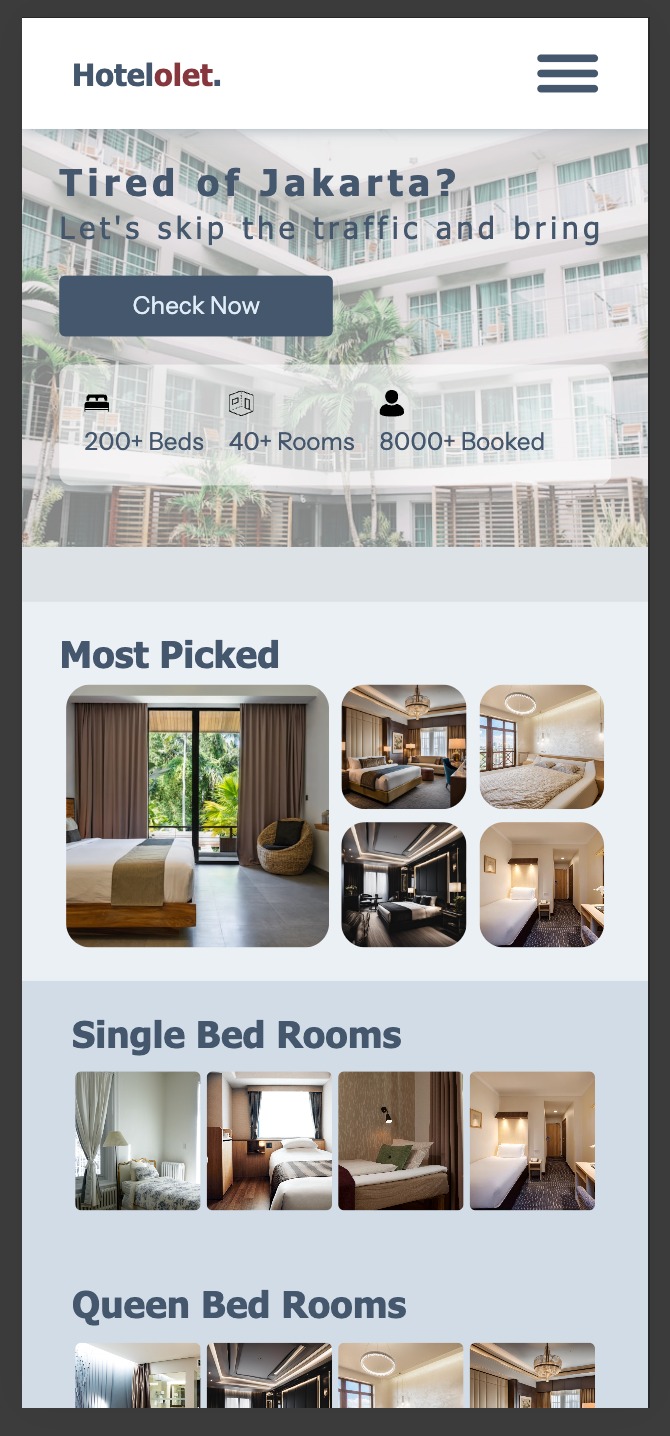 Hotelolet.
Tired of Jakarta?
Let's skip the traffic and bring
Check Now
200+ Beds 40+ Rooms 8000+ Booked
Most Picked
Single Bed Rooms
Queen Bed Rooms